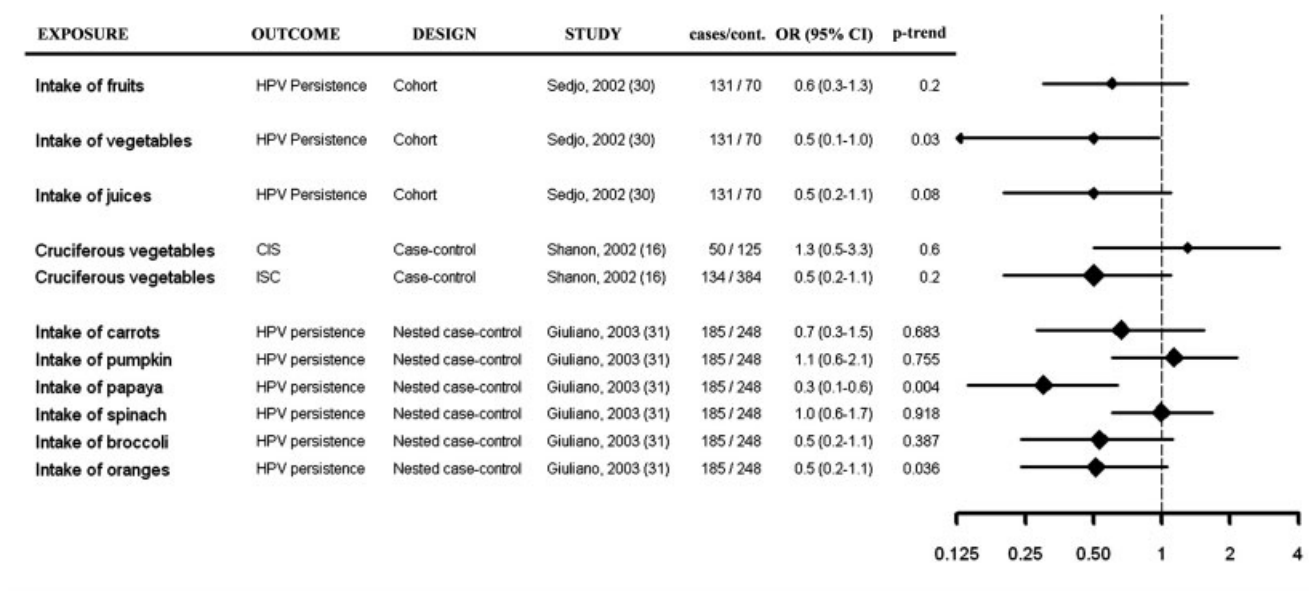 EXPOSURE OUTCOME DESIGN STUDY cases/cont. OR (95% CI) p-trend
Intake of fruits HPV Persistence Cohort Sedjo, 2002 (30) 131 / 70 0.6 (0.3-1.3) 0.2
Intake of vegetables HPV Persistence Cohort Sedjo, 2002 (30) 131 / 70 0.5 (0.1-1.0) 0.03
Intake of juices HPV Persistence Cohort Sedjo, 2002 (30) 131 / 70 0.5 (0.2-1.1) 0.08
Cruciferous vegetables CIS Case-control Shanon, 2002 (16) 50 / 125 1.3 (0.5-3.3) 0.6
Cruciferous vegetables ISC Case-control Shanon, 2002 (16) 134 / 384 0.5 (0.2-1.1) 0.2
Intake of carrots HPV persistence Nested case-control Giuliano, 2003 (31) 185 / 248 0.7 (0.3-1.5) 0.683
Intake of pumpkin HPV persistence Nested case-control Giuliano, 2003 (31) 185 / 248 1.1 (0.6-2.1) 0.755
Intake of papaya HPV persistence Nested case-control Giuliano, 2003 (31) 185 / 248 0.3 (0.1-0.6) 0.004
Intake of spinach HPV persistence Nested case-control Giuliano, 2003 (31) 185 / 248 1.0 (0.6-1.7) 0.918
Intake of broccoli HPV persistence Nested case-control Giuliano, 2003 (31) 185 / 248 0.5 (0.2-1.1) 0.387
Intake of oranges HPV persistence Nested case-control Giuliano, 2003 (31) 185 / 248 0.5 (0.2-1.1) 0.036
0.125 0.25 0.50 1 2 4